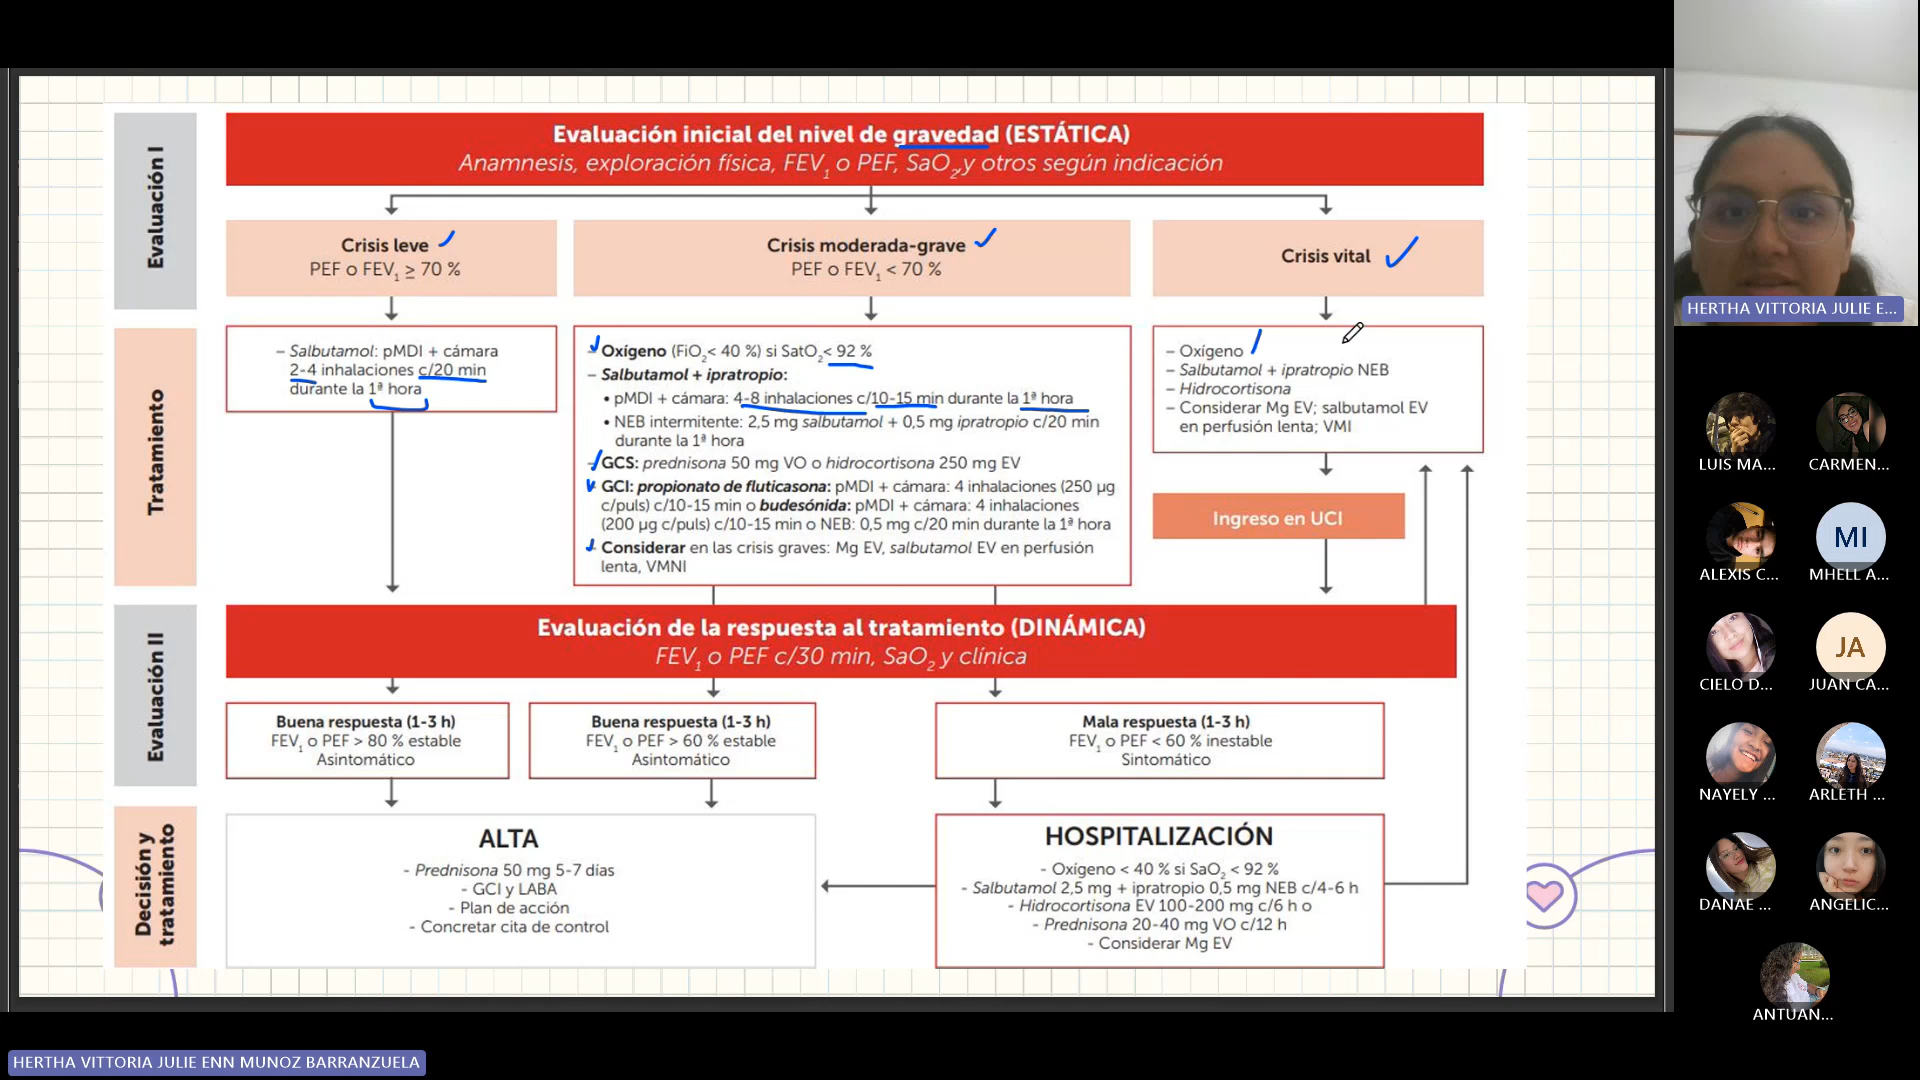 Evaluación I
Evaluación inicial del nivel de gravedad (ESTÁTICA)
Anamnesis, exploración física, FEV1 o PEF, SaO2 y otros según indicación
Crisis leve
PEF o FEV1 ≥ 70 %
Crisis moderada-grave
PEF o FEV1 < 70 %
Crisis vital
Tratamiento
– Salbutamol: pMDI + cámara
2-4 inhalaciones c/20 min
durante la 1ª hora
– Oxígeno (FiO2< 40 %) si SatO2< 92 %
– Salbutamol + ipratropio:
• pMDI + cámara: 4-8 inhalaciones c/10-15 min durante la 1ª hora
• NEB intermitente: 2,5 mg salbutamol + 0,5 mg ipratropio c/20 min
durante la 1ª hora
– GCS: prednisona 50 mg VO o hidrocortisona 250 mg EV
– GCI: propionato de fluticasona: pMDI + cámara: 4 inhalaciones (250 µg
c/puls) c/10-15 min o budesónida: pMDI + cámara: 4 inhalaciones
(200 µg c/puls) c/10-15 min o NEB: 0,5 mg c/20 min durante la 1ª hora
– Considerar en las crisis graves: Mg EV, salbutamol EV en perfusión
lenta, VMNI
– Oxígeno
– Salbutamol + ipratropio NEB
– Hidrocortisona
– Considerar Mg EV; salbutamol EV
en perfusión lenta; VMI
Ingreso en UCI
Evaluación II
Evaluación de la respuesta al tratamiento (DINÁMICA)
FEV1 o PEF c/30 min, SaO2 y clínica
Buena respuesta (1-3 h)
FEV1 o PEF > 80 % estable
Asintomático
Buena respuesta (1-3 h)
FEV1 o PEF > 60 % estable
Asintomático
Mala respuesta (1-3 h)
FEV1 o PEF < 60 % inestable
Sintomático
Decisión y
tratamiento
ALTA
- Prednisona 50 mg 5-7 días
- GCI y LABA
- Plan de acción
- Concretar cita de control
HOSPITALIZACIÓN
- Oxígeno < 40 % si SaO2 < 92 %
- Salbutamol 2,5 mg + ipratropio 0,5 mg NEB c/4-6 h
- Hidrocortisona EV 100-200 mg c/6 h o
- Prednisona 20-40 mg VO c/12 h
- Considerar Mg EV
HERTHA VITTORIA JULIE E...
LUIS MA...
CARMEN...
ALEXIS C...
MI
MHELL A...
CIELO D...
JA
JUAN CA...
NAYELY ...
ARLETH ...
DANAE ...
ANGELIC...
ANTUAN...
HERTHA VITTORIA JULIE ENN MUNOZ BARRANZUELA